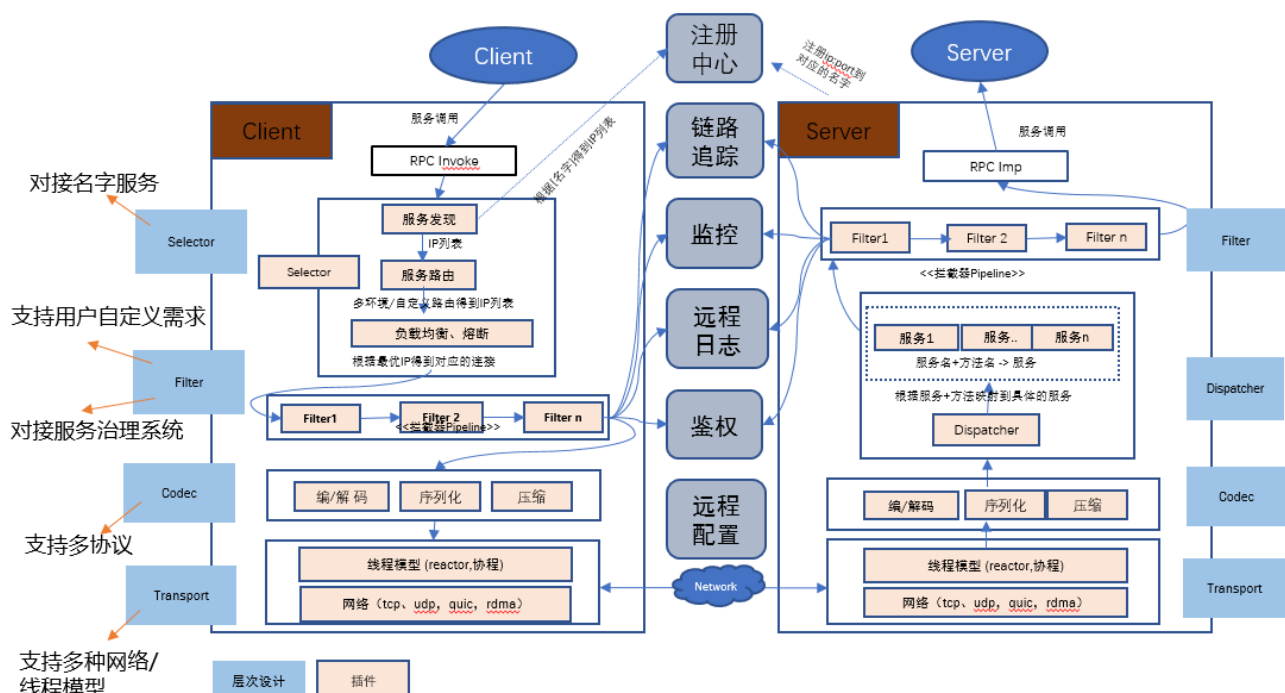 Client
注册
中心
注册ip:port到
对应的名字
Server
Client
服务调用
RPC Invoke
根据[名字]得到IP列表
链路
追踪
Server
服务调用
RPC Imp
对接名字服务
Selector
服务发现
IP列表
Selector
服务路由
多环境/自定义路由得到IP列表
负载均衡、熔断
根据最优IP得到对应的连接
监控
Filter1
Filter 2
Filter n
<<拦截器Pipeline>>
Filter
支持用户自定义需求
Filter
对接服务治理系统
远程
日志
服务1
服务..
服务n
服务名+方法名 -> 服务
根据服务+方法映射到具体的服务
Dispatcher
Dispatcher
Filter1
Filter 2
Filter n
<<拦截器Pipeline>>
鉴权
Codec
支持多协议
编/解 码
序列化
压缩
远程
配置
编/解码
序列化
压缩
Codec
Transport
支持多种网络/
线程模型
线程模型 (reactor,协程)
网络（tcp、udp，quic，rdma）
Network
线程模型 (reactor,协程)
网络（tcp、udp，quic，rdma）
Transport
层次设计
插件